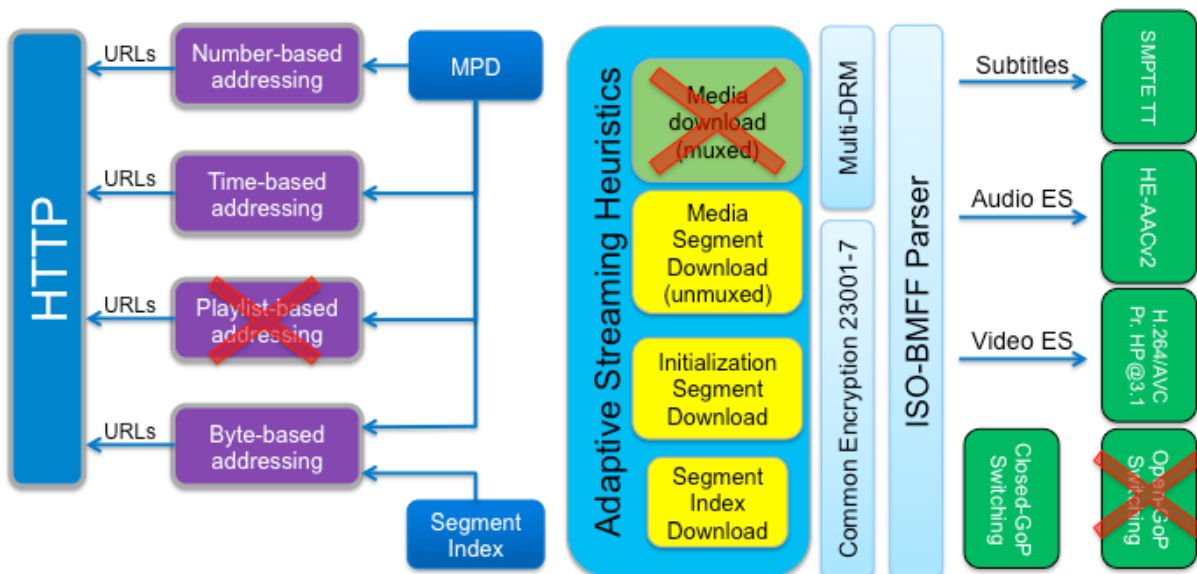 HTTP
URLs
Number-based
addressing
MPD
URLs
Time-based
addressing
URLs
Playlist-based
addressing
URLs
Byte-based
addressing
Segment
Index
Adaptive Streaming Heuristics
Media
download
(muxed)
Media
Segment
Download
(unmuxed)
Initialization
Segment
Download
Segment
Index
Download
Multi-DRM
Common Encryption 23001-7
ISO-BMFF Parser
Subtitles
SMPTE TT
Audio ES
HE-AACv2
Video ES
H.264/AVC
Pr. HP@3.1
Closed-GoP
Switching
Open-GoP
Switching